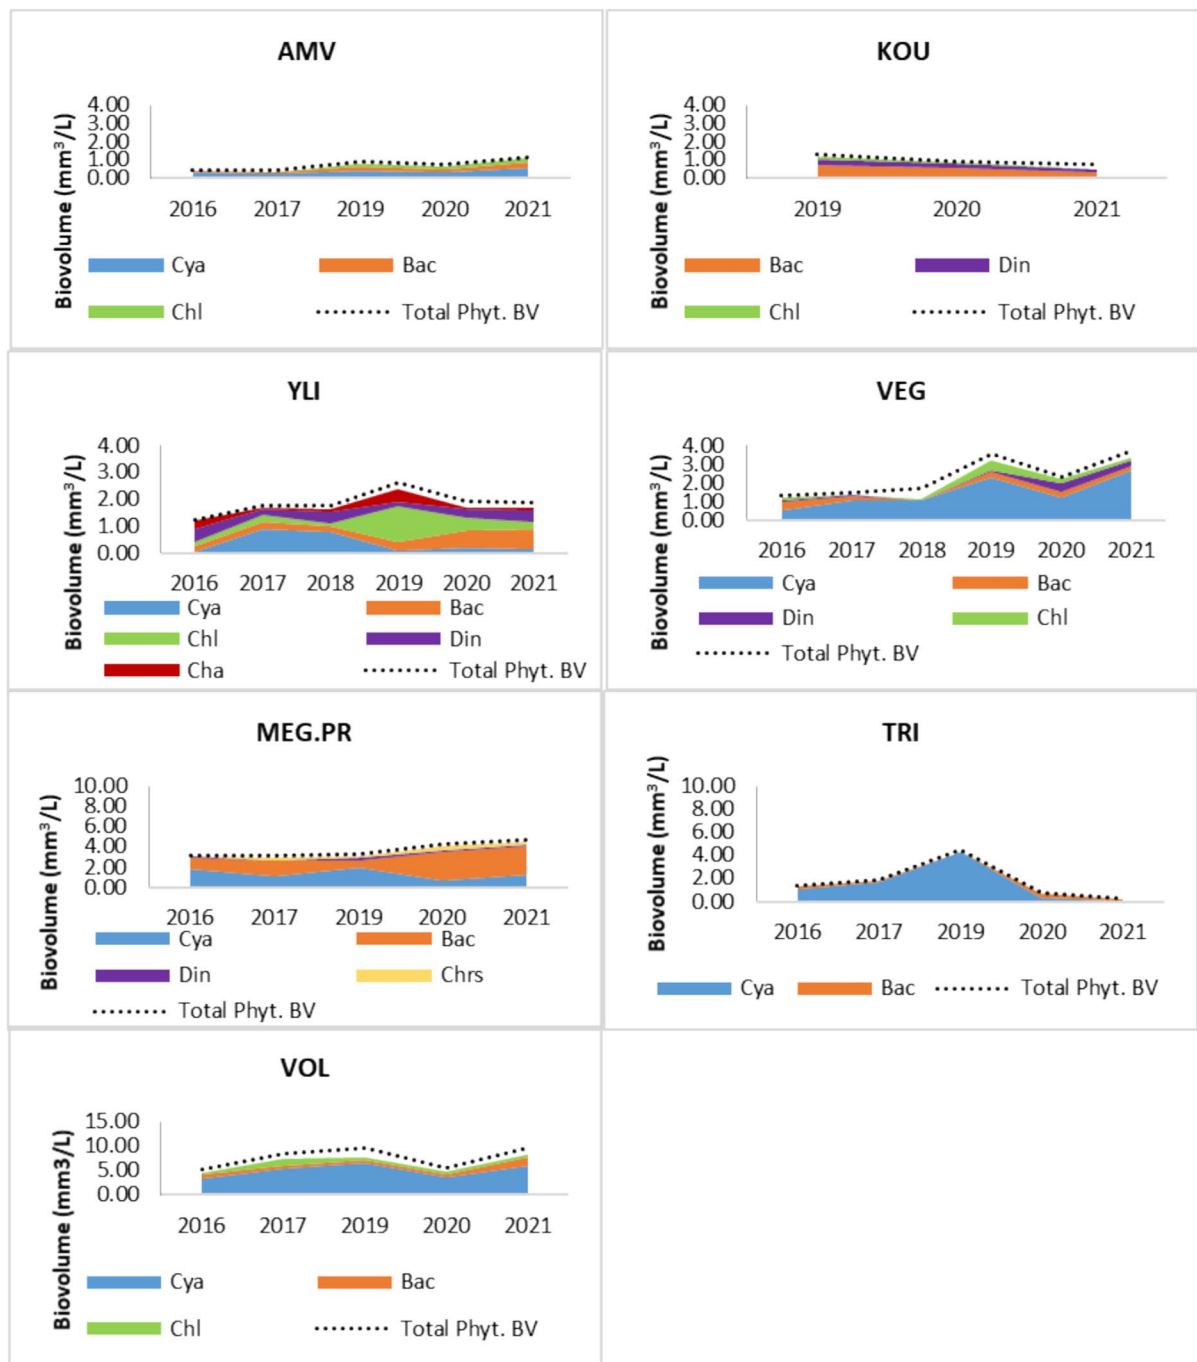 AMV
Biovolume (mm³/L)
4.00
3.00
2.00
1.00
0.00
2016 2017 2019 2020 2021
Cya Bac
Chl Total Phyt. BV
KOU
Biovolume (mm³/L)
4.00
3.00
2.00
1.00
0.00
2019 2020 2021
Bac Din
Chl Total Phyt. BV
YLI
Biovolume (mm³/L)
4.00
3.00
2.00
1.00
0.00
2016 2017 2018 2019 2020 2021
Cya Bac
Chl Din
Cha Total Phyt. BV
VEG
Biovolume (mm³/L)
4.00
3.00
2.00
1.00
0.00
2016 2017 2018 2019 2020 2021
Cya Bac
Din Chl
Total Phyt. BV
MEG.PR
Biovolume (mm³/L)
10.00
8.00
6.00
4.00
2.00
0.00
2016 2017 2019 2020 2021
Cya Bac
Din Chrs
Total Phyt. BV
TRI
Biovolume (mm³/L)
10.00
8.00
6.00
4.00
2.00
0.00
2016 2017 2019 2020 2021
Cya Bac Total Phyt. BV
VOL
Biovolume (mm3/L)
15.00
10.00
5.00
0.00
2016 2017 2019 2020 2021
Cya Bac
Chl Total Phyt. BV